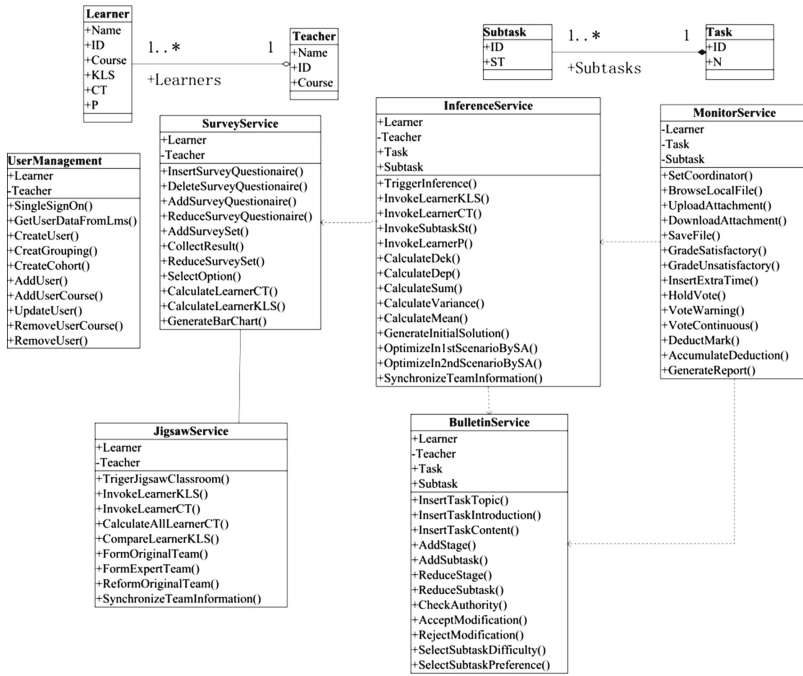 Learner
+Name
+ID
+Course
+KLS
+CT
+P
1..*
1
+Learners
Teacher
+Name
+ID
+Course
Subtask
+ID
+ST
1..*
1
+Subtasks
Task
+ID
+N
UserManagement
+Learner
-Teacher
+SingleSignOn()
+GetUserDataFromLms()
+CreateUser()
+CreatGrouping()
+CreateCohort()
+AddUser()
+AddUserCourse()
+UpdateUser()
+RemoveUserCourse()
+RemoveUser()
SurveyService
+Learner
-Teacher
+InsertSurveyQuestionaire()
+DeleteSurveyQuestionaire()
+AddSurveyQuestionaire()
+ReduceSurveyQuestionaire()
+AddSurveySet()
+CollectResult()
+ReduceSurveySet()
+SelectOption()
+CalculateLearnerCT()
+CalculateLearnerKLS()
+GenerateBarChart()
InferenceService
+Learner
-Teacher
+Task
+Subtask
+TriggerInference()
+InvokeLearnerKLS()
+InvokeLearnerCT()
+InvokeSubtaskSt()
+InvokeLearnerP()
+CalculateDek()
+CalculateDep()
+CalculateSum()
+CalculateVariance()
+CalculateMean()
+GenerateInitialSolution()
+OptimizeIn1stScenarioBySA()
+OptimizeIn2ndScenarioBySA()
+SynchronizeTeamInformation()
MonitorService
-Learner
-Task
-Subtask
+SetCoordinator()
+BrowseLocalFile()
+UploadAttachment()
+DownloadAttachment()
+SaveFile()
+GradeSatisfactory()
+GradeUnsatisfactory()
+InsertExtraTime()
+HoldVote()
+VoteWarning()
+VoteContinuous()
+DeductMark()
+AccumulateDeduction()
+GenerateReport()
JigsawService
+Learner
-Teacher
+TrigerJigsawClassroom()
+InvokeLearnerKLS()
+InvokeLearnerCT()
+CalculateAllLearnerCT()
+CompareLearnerKLS()
+FormOriginalTeam()
+FormExpertTeam()
+ReformOriginalTeam()
+SynchronizeTeamInformation()
BulletinService
+Learner
-Teacher
+Task
+Subtask
+InsertTaskTopic()
+InsertTaskIntroduction()
+InsertTaskContent()
+AddStage()
+AddSubtask()
+ReduceStage()
+ReduceSubtask()
+CheckAuthority()
+AcceptModification()
+RejectModification()
+SelectSubtaskDifficulty()
+SelectSubtaskPreference()